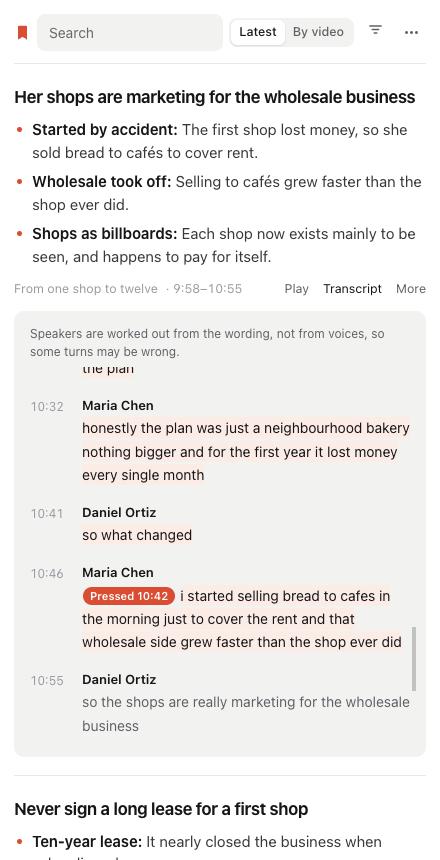 Search
Latest
By video
Her shops are marketing for the wholesale business
Started by accident: The first shop lost money, so she
sold bread to cafés to cover rent.
Wholesale took off: Selling to cafés grew faster than the
shop ever did.
Shops as billboards: Each shop now exists mainly to be
seen, and happens to pay for itself.
From one shop to twelve · 9:58–10:55
Play
Transcript
More
Speakers are worked out from the wording, not from voices, so
some turns may be wrong.
the plan
10:32
Maria Chen
honestly the plan was just a neighbourhood bakery
nothing bigger and for the first year it lost money
every single month
10:41
Daniel Ortiz
so what changed
10:46
Maria Chen
Pressed 10:42 i started selling bread to cafes in
the morning just to cover the rent and that
wholesale side grew faster than the shop ever did
10:55
Daniel Ortiz
so the shops are really marketing for the wholesale
business
Never sign a long lease for a first shop
Ten-year lease: It nearly closed the business when